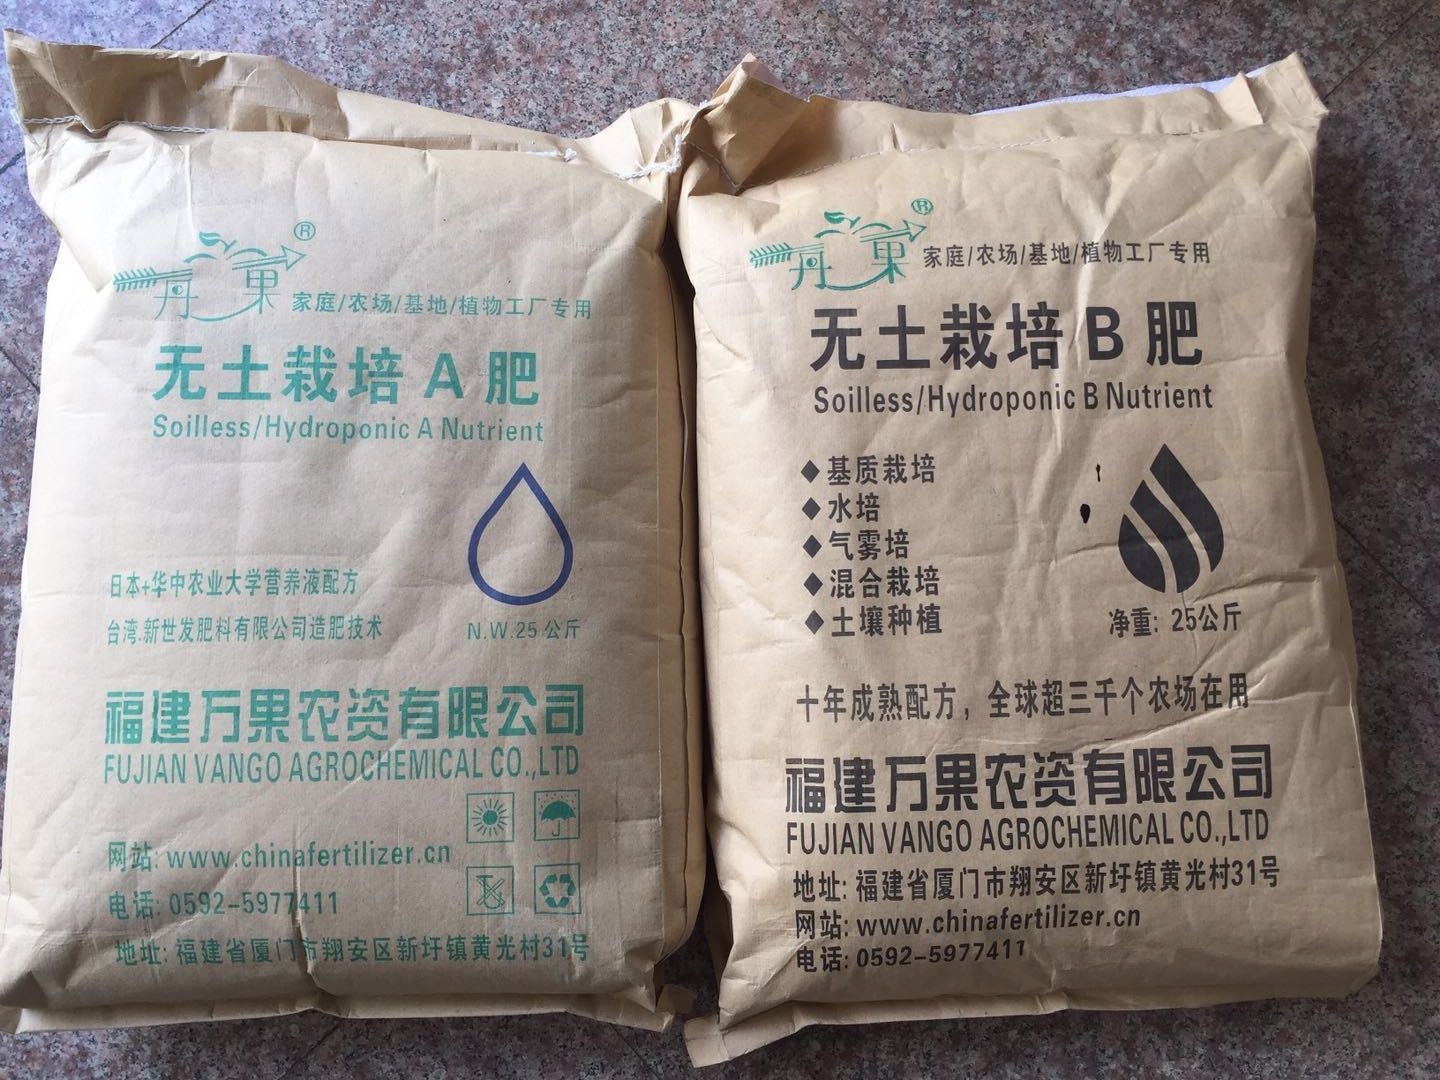 丹果®
家庭/农场/基地/植物工厂专用
无土栽培 A 肥
Soilless/Hydroponic A Nutrient
日本+华中农业大学营养液配方
台湾.新世发肥料有限公司造肥技术
N.W.25公斤
福建万果农资有限公司
FUJIAN VANGO AGROCHEMICAL CO.,LTD
网站: www.chinafertilizer.cn
电话: 0592-5977411
地址: 福建省厦门市翔安区新圩镇黄光村31号
丹果®
家庭/农场/基地/植物工厂专用
无土栽培 B 肥
Soilless/Hydroponic B Nutrient
◆基质栽培
◆水培
◆气雾培
◆混合栽培
◆土壤种植
净重: 25公斤
十年成熟配方，全球超三千个农场在用
福建万果农资有限公司
FUJIAN VANGO AGROCHEMICAL CO.,LTD
地址: 福建省厦门市翔安区新圩镇黄光村31号
网站: www.chinafertilizer.cn
电话: 0592-5977411